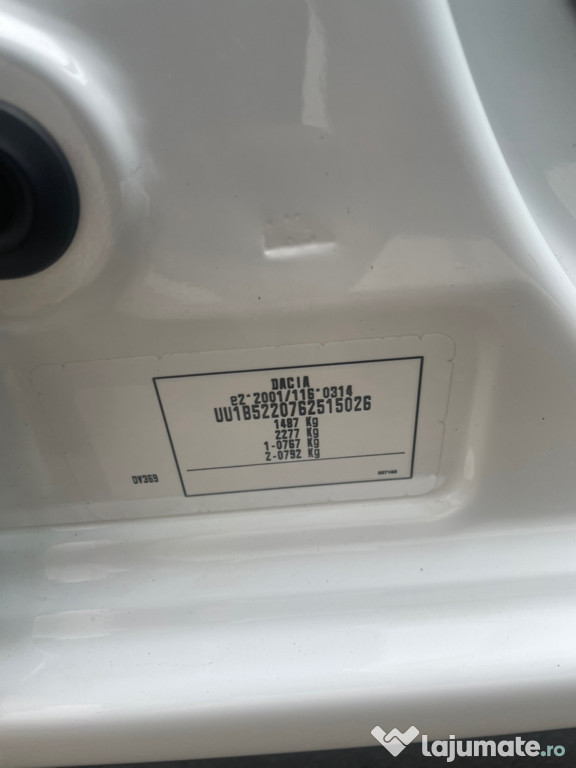 DACIA
e2*2001/116*0314
UU1B5220762515026
1487 Kg
2277 Kg
1-0767 Kg
2-0792 Kg
OV369
lajumate.ro